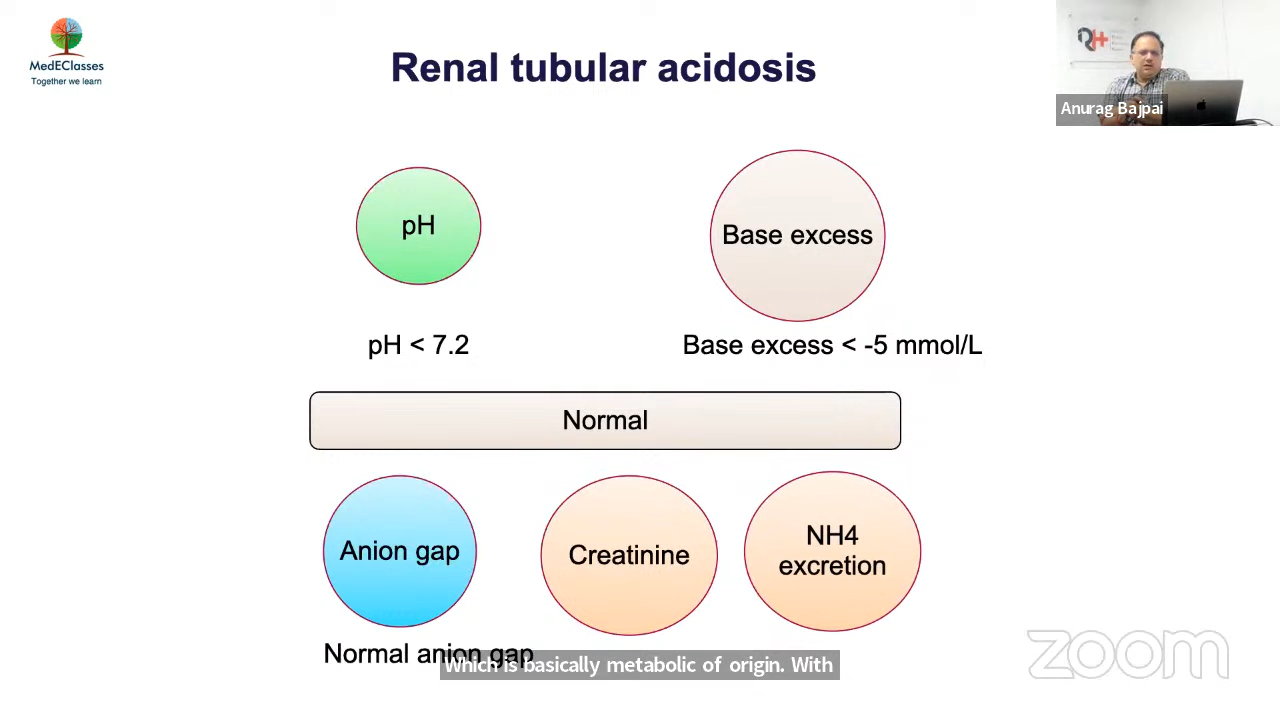 MedEClasses
Together we learn
Renal tubular acidosis
Anurag Bajpai
pH
Base excess
pH < 7.2
Base excess < -5 mmol/L
Normal
Anion gap
Creatinine
NH4
excretion
Normal anion gap
Which is basically metabolic of origin. With
zoom